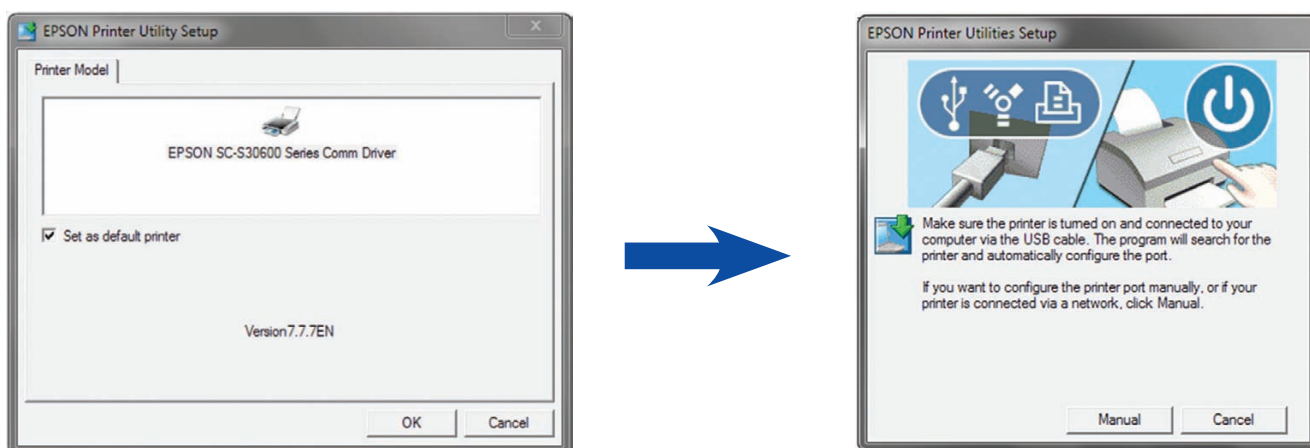 EPSON Printer Utility Setup
Printer Model
EPSON SC-S30600 Series Comm Driver
Set as default printer
Version7.7.7EN
OK
Cancel
EPSON Printer Utilities Setup
Make sure the printer is turned on and connected to your
computer via the USB cable. The program will search for the
printer and automatically configure the port.
If you want to configure the printer port manually, or if your
printer is connected via a network, click Manual.
Manual
Cancel